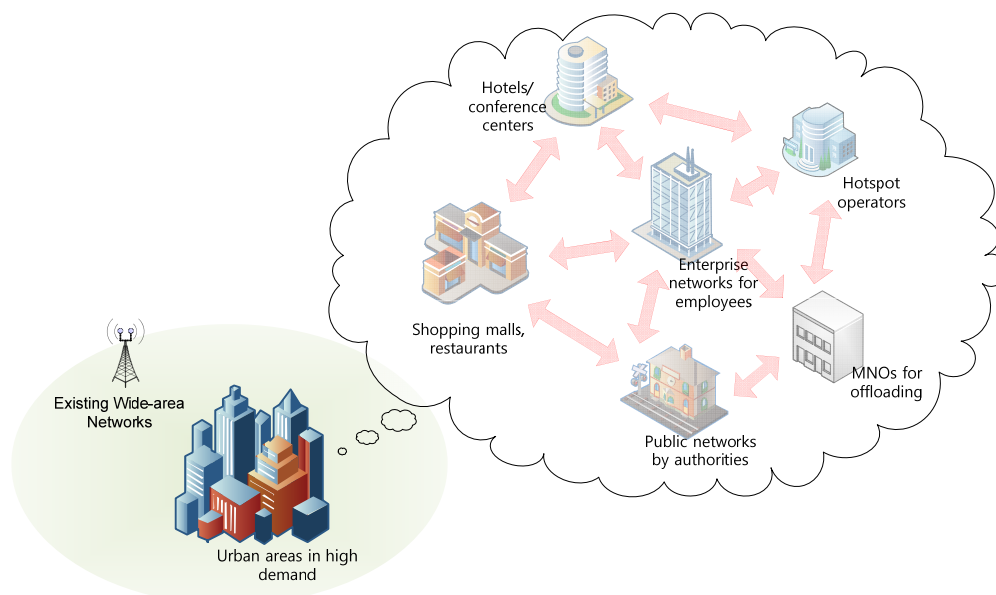 Hotels/
conference
centers
Hotspot
operators
Enterprise
networks for
employees
Shopping malls,
restaurants
MNOs for
offloading
Public networks
by authorities
Existing Wide-area
Networks
Urban areas in high
demand